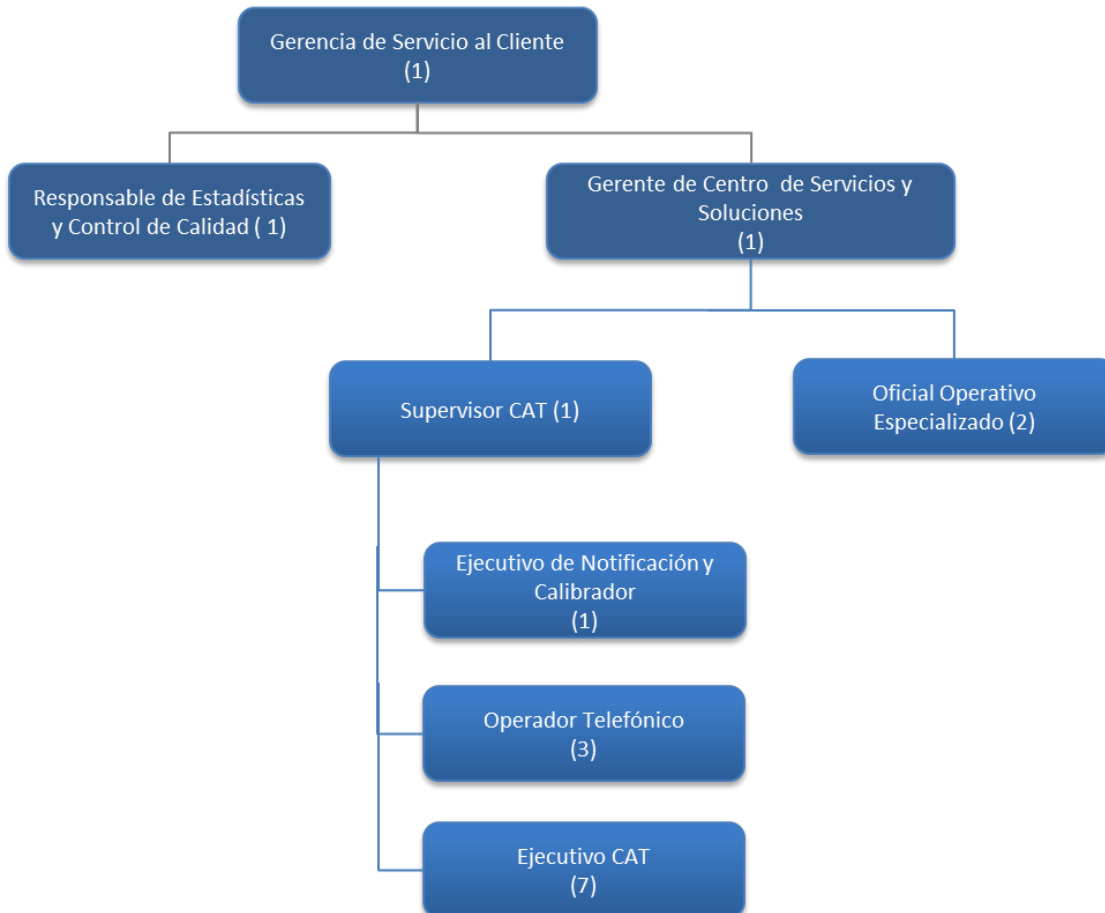 Gerencia de Servicio al Cliente
(1)
Responsable de Estadísticas
y Control de Calidad ( 1)
Gerente de Centro de Servicios y
Soluciones
(1)
Supervisor CAT (1)
Oficial Operativo
Especializado (2)
Ejecutivo de Notificación y
Calibrador
(1)
Operador Telefónico
(3)
Ejecutivo CAT
(7)